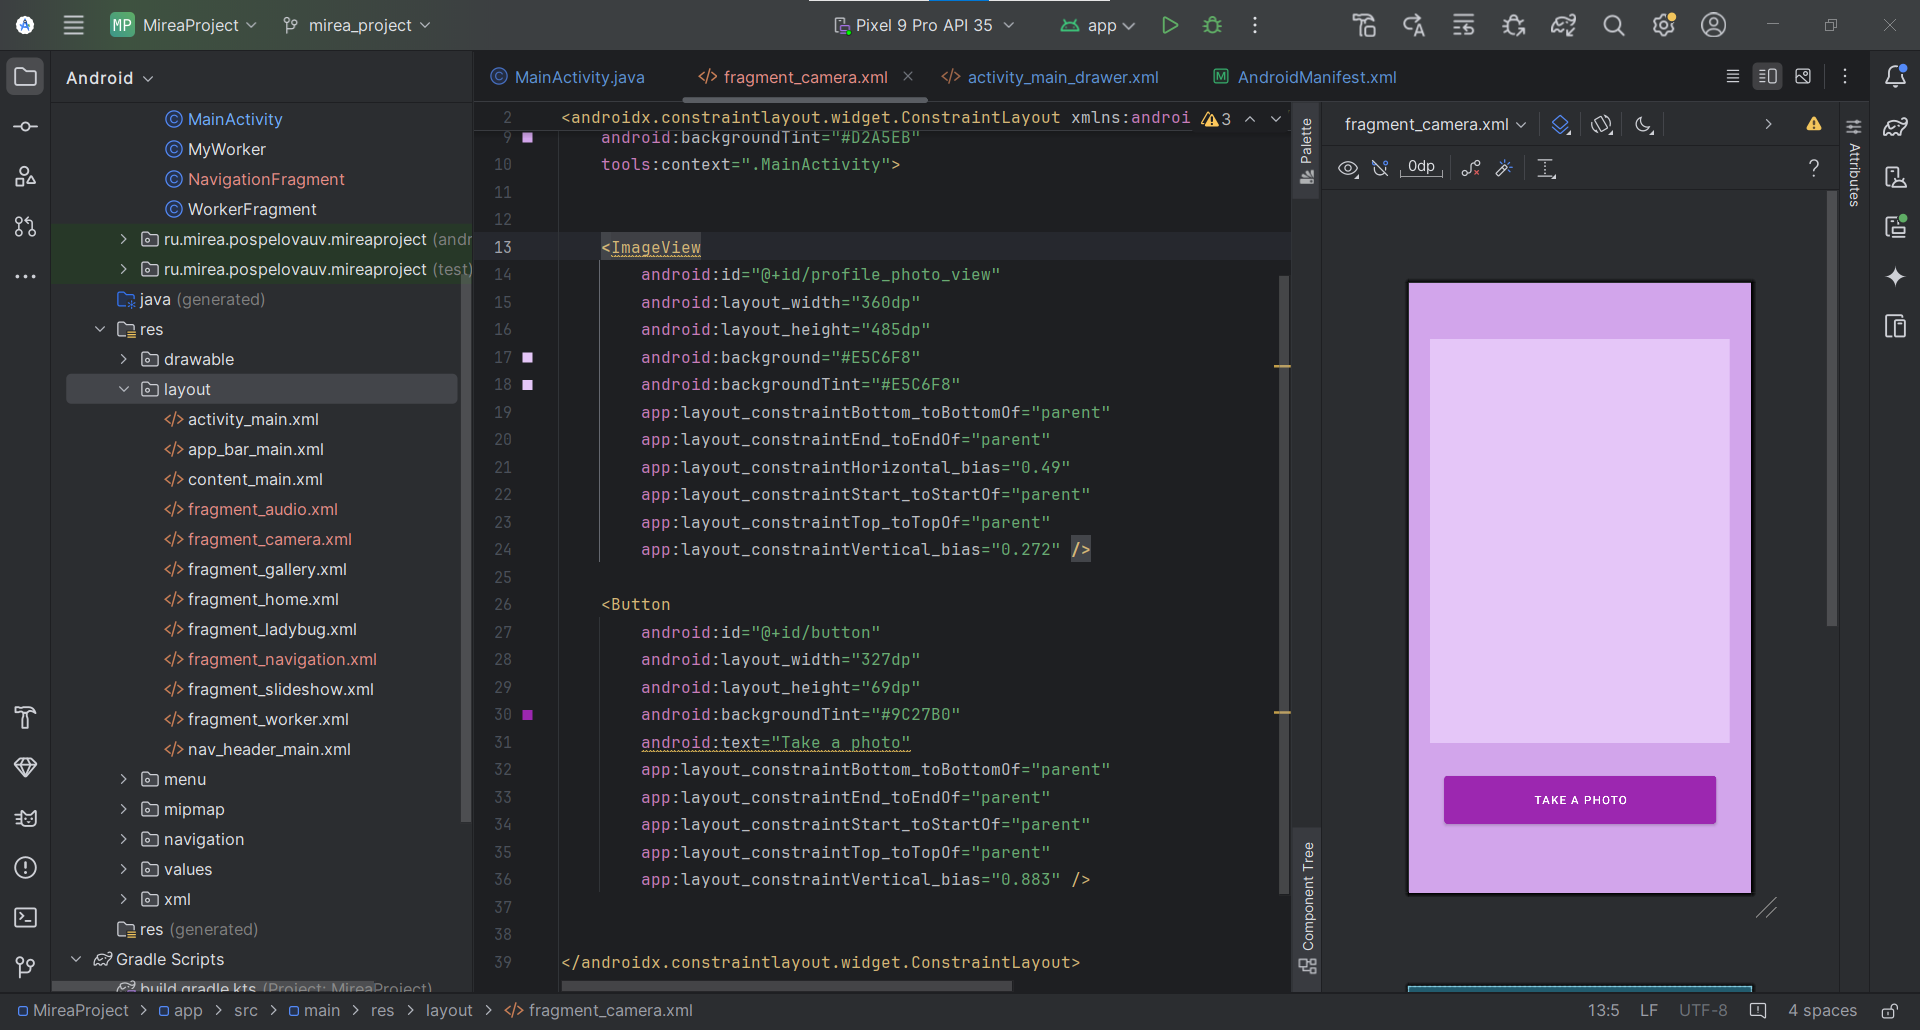 MP MireaProject mirea_project Pixel 9 Pro API 35 app
Android
MainActivity
MyWorker
NavigationFragment
WorkerFragment
ru.mirea.pospelovauv.mireaproject (andr
ru.mirea.pospelovauv.mireaproject (test)
java (generated)
res
drawable
layout
activity_main.xml
app_bar_main.xml
content_main.xml
fragment_audio.xml
fragment_camera.xml
fragment_gallery.xml
fragment_home.xml
fragment_ladybug.xml
fragment_navigation.xml
fragment_slideshow.xml
fragment_worker.xml
nav_header_main.xml
menu
mipmap
navigation
values
xml
res (generated)
Gradle Scripts
build.gradle.kts (Project: MireaProject)
MainActivity.java fragment_camera.xml activity_main_drawer.xml AndroidManifest.xml
2 <androidx.constraintlayout.widget.ConstraintLayout xmlns:androi 3
9 android:backgroundTint="#D2A5EB"
10 tools:context=".MainActivity">
11
12
13 <ImageView
14 android:id="@+id/profile_photo_view"
15 android:layout_width="360dp"
16 android:layout_height="485dp"
17 android:background="#E5C6F8"
18 android:backgroundTint="#E5C6F8"
19 app:layout_constraintBottom_toBottomOf="parent"
20 app:layout_constraintEnd_toEndOf="parent"
21 app:layout_constraintHorizontal_bias="0.49"
22 app:layout_constraintStart_toStartOf="parent"
23 app:layout_constraintTop_toTopOf="parent"
24 app:layout_constraintVertical_bias="0.272" />
25
26 <Button
27 android:id="@+id/button"
28 android:layout_width="327dp"
29 android:layout_height="69dp"
30 android:backgroundTint="#9C27B0"
31 android:text="Take a photo"
32 app:layout_constraintBottom_toBottomOf="parent"
33 app:layout_constraintEnd_toEndOf="parent"
34 app:layout_constraintStart_toStartOf="parent"
35 app:layout_constraintTop_toTopOf="parent"
36 app:layout_constraintVertical_bias="0.883" />
37
38
39 </androidx.constraintlayout.widget.ConstraintLayout>
Palette
Component Tree
fragment_camera.xml
0dp ?
Attributes
TAKE A PHOTO
MireaProject > app > src > main > res > layout > fragment_camera.xml 13:5 LF UTF-8 4 spaces